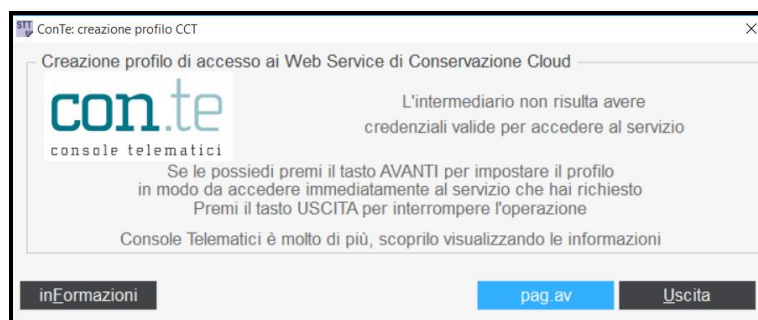 STT ConTe: creazione profilo CCT
Creazione profilo di accesso ai Web Service di Conservazione Cloud
con.te
console telematici
L'intermediario non risulta avere
credenziali valide per accedere al servizio
Se le possiedi premi il tasto AVANTI per impostare il profilo
in modo da accedere immediatamente al servizio che hai richiesto
Premi il tasto USCITA per interrompere l'operazione
Console Telematici è molto di più, scoprilo visualizzando le informazioni
inFormazioni
pag.av
Uscita